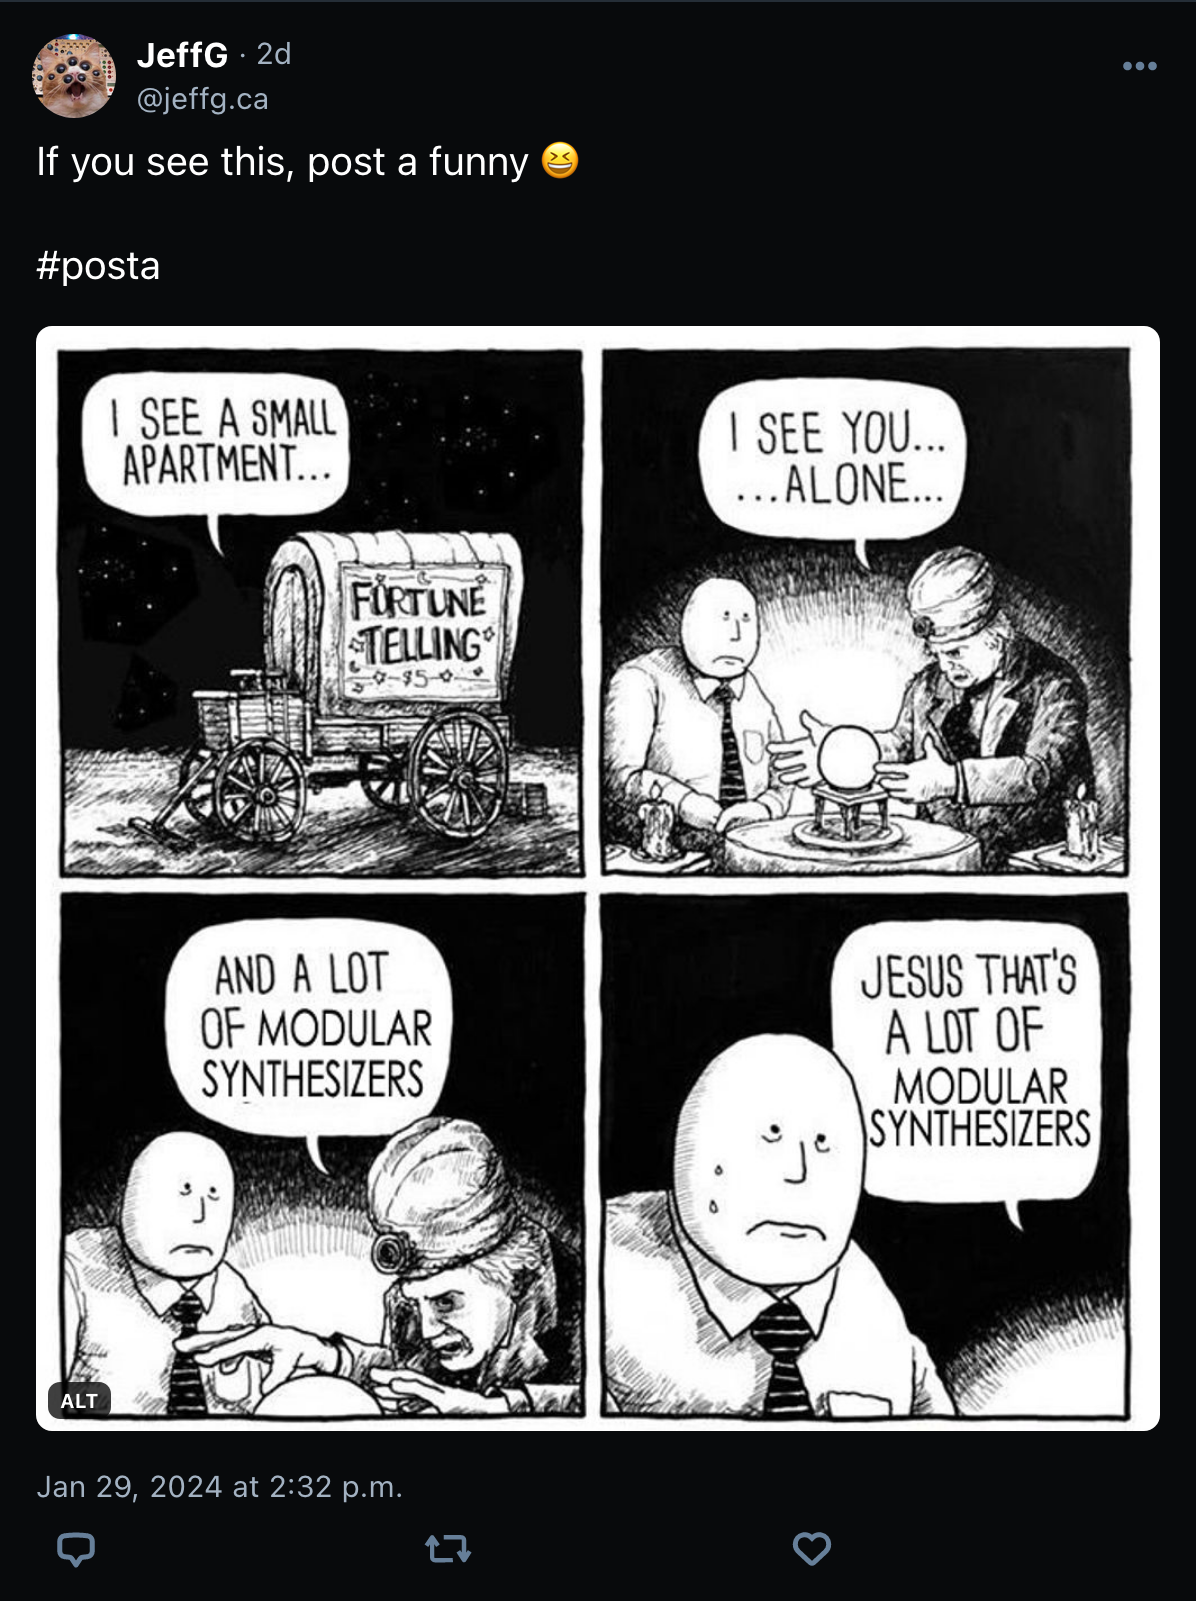 JeffG · 2d
@jeffg.ca
If you see this, post a funny 😆
#posta
I SEE A SMALL
APARTMENT...
FORTUNE
TELLING
$5
I SEE YOU...
...ALONE...
AND A LOT
OF MODULAR
SYNTHESIZERS
JESUS THAT'S
A LOT OF
MODULAR
SYNTHESIZERS
ALT
Jan 29, 2024 at 2:32 p.m.